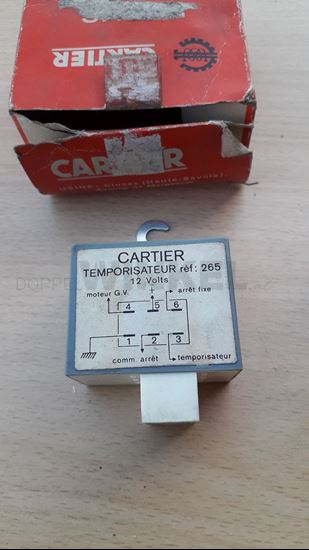 CARTIER
CARTIER
USINE: Cluses (Haute-Savoie).
CARTIER
TEMPORISATEUR réf: 265
12 Volts
moteur G.V.
+
arrêt fixe
4 5 6
1 2 3
comm. arrêt
temporisateur